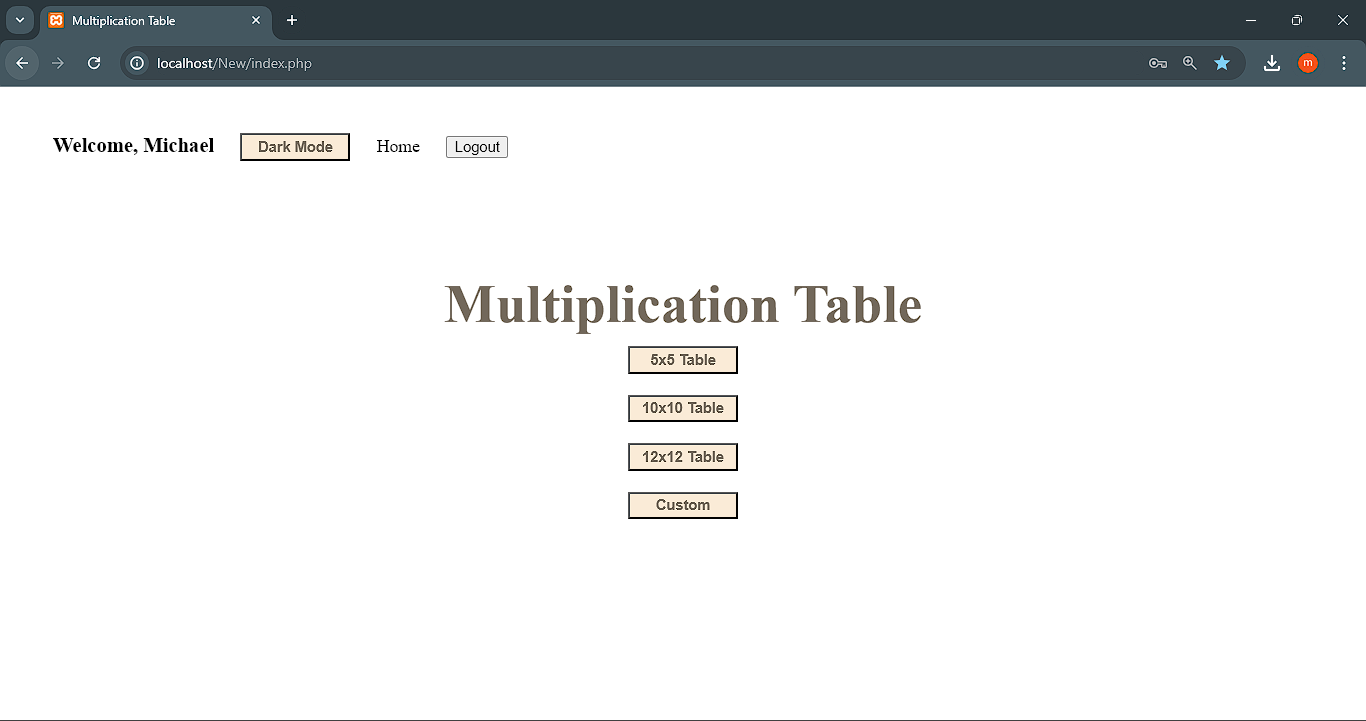 Multiplication Table
localhost/New/index.php
m
Welcome, Michael Dark Mode Home Logout
Multiplication Table
5x5 Table
10x10 Table
12x12 Table
Custom